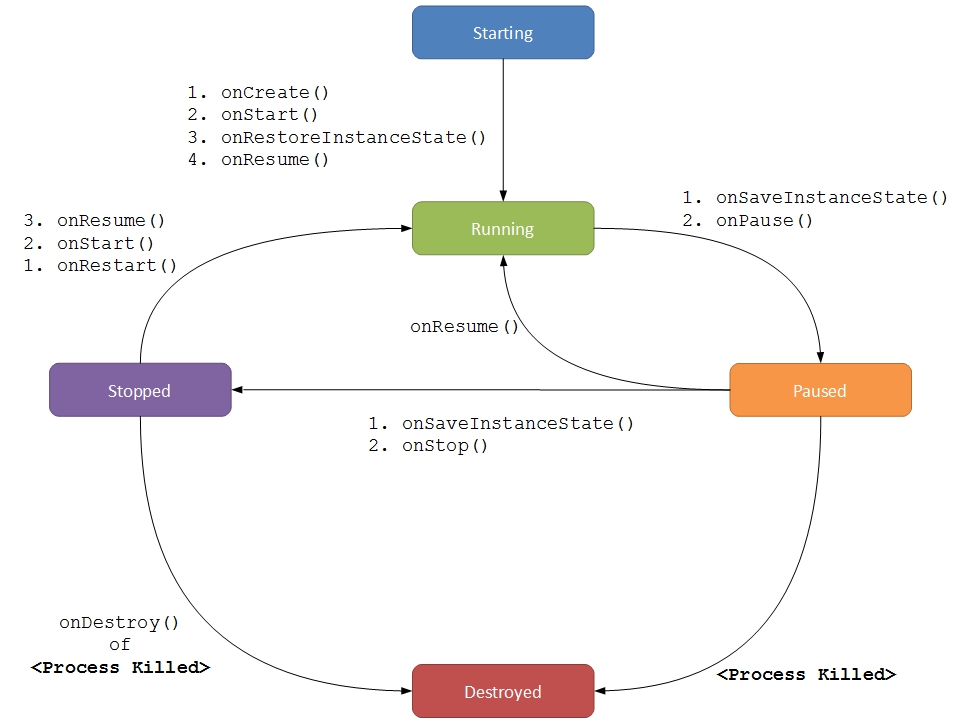 Starting
1. onCreate()
2. onStart()
3. onRestoreInstanceState()
4. onResume()
1. onSaveInstanceState()
2. onPause()
3. onResume()
2. onStart()
1. onRestart()
Running
onResume()
Stopped
Paused
1. onSaveInstanceState()
2. onStop()
onDestroy()
of
<Process Killed>
<Process Killed>
Destroyed